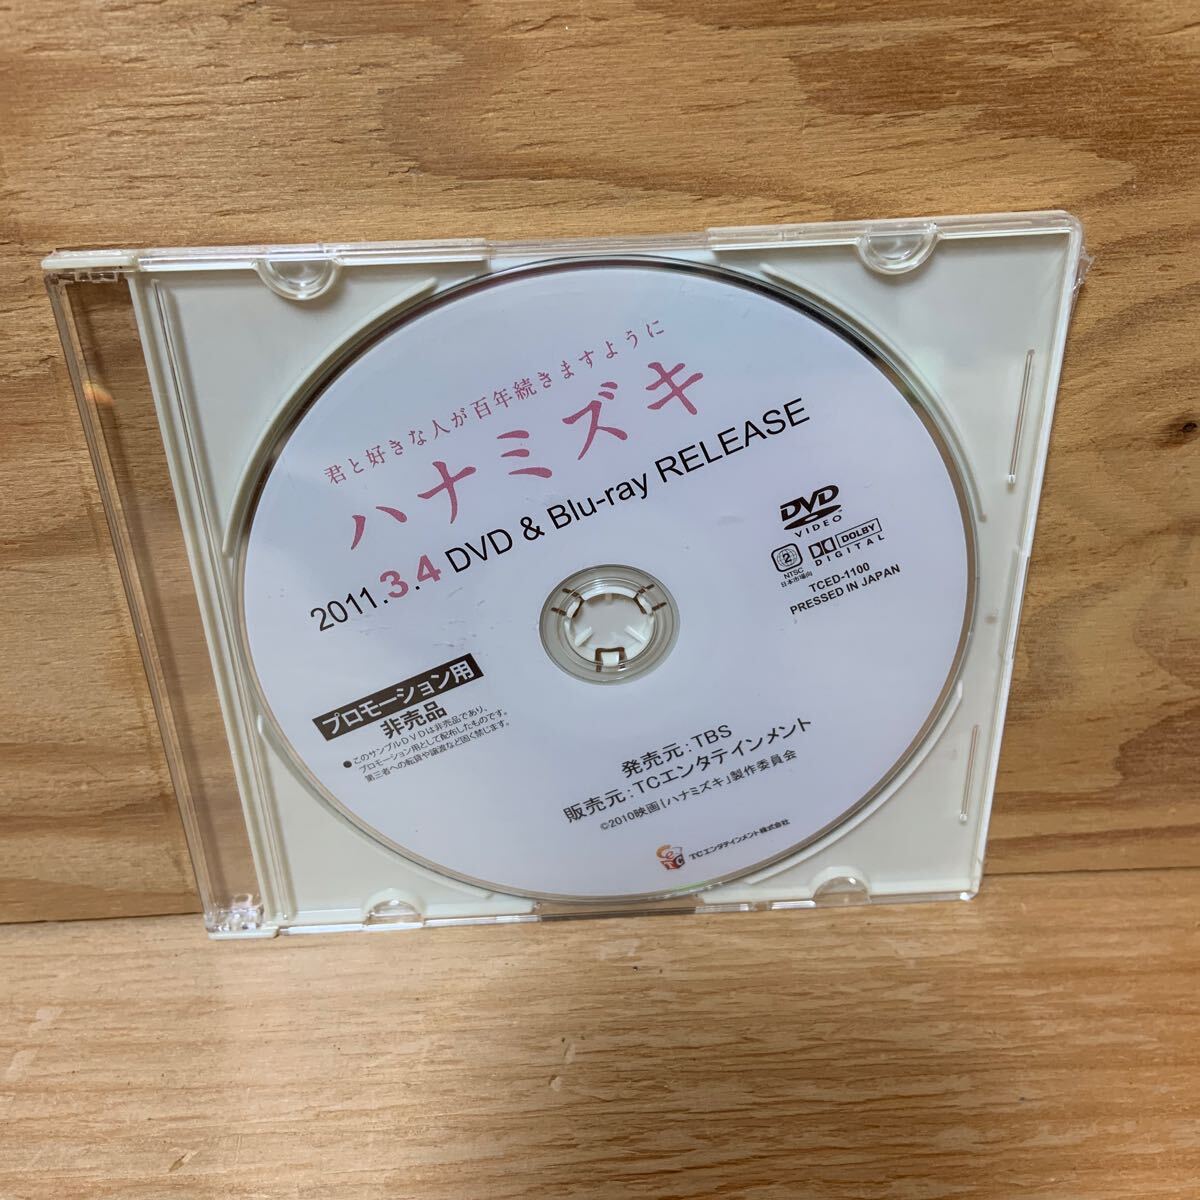 君と好きな人が百年続きますように
ハナミズキ
2011.3.4 DVD & Blu-ray RELEASE
DVD
VIDEO
2
NTSC
日本市場向
DOLBY
DIGITAL
TCED-1100
PRESSED IN JAPAN
プロモーション用
非売品
●このサンプルDVDは非売品であり、
プロモーション用として配布したものです。
第三者への転貸や譲渡など固く禁じます。
発売元：TBS
販売元：TCエンタテインメント
©2010映画「ハナミズキ」製作委員会
TCエンタテインメント株式会社